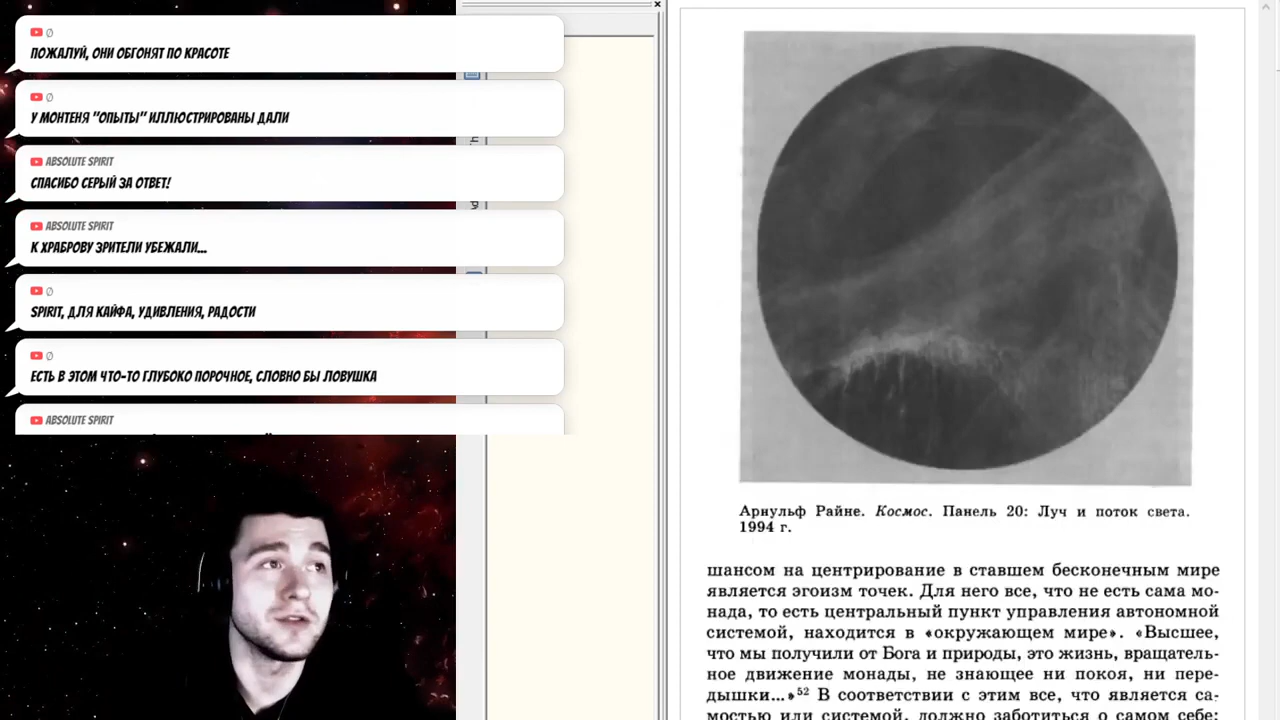 Ø
ПОЖАЛУЙ, ОНИ ОБГОНЯТ ПО КРАСОТЕ
Ø
У МОНТЕНЯ "ОПЫТЫ" ИЛЛЮСТРИРОВАНЫ ДАЛИ
ABSOLUTE SPIRIT
СПАСИБО СЕРЫЙ ЗА ОТВЕТ!
ABSOLUTE SPIRIT
К ХРАБРОВУ ЗРИТЕЛИ УБЕЖАЛИ...
Ø
SPIRIT, ДЛЯ КАЙФА, УДИВЛЕНИЯ, РАДОСТИ
Ø
ЕСТЬ В ЭТОМ ЧТО-ТО ГЛУБОКО ПОРОЧНОЕ, СЛОВНО БЫ ЛОВУШКА
ABSOLUTE SPIRIT
Арнульф Райне. Космос. Панель 20: Луч и поток света.
1994 г.
шансом на центрирование в ставшем бесконечным мире
является эгоизм точек. Для него все, что не есть сама мо-
нада, то есть центральный пункт управления автономной
системой, находится в «окружающем мире». «Высшее,
что мы получили от Бога и природы, это жизнь, вращатель-
ное движение монады, не знающее ни покоя, ни пере-
дышки...»52 В соответствии с этим все, что является са-
мостью или системой, должно заботиться о самом себе: